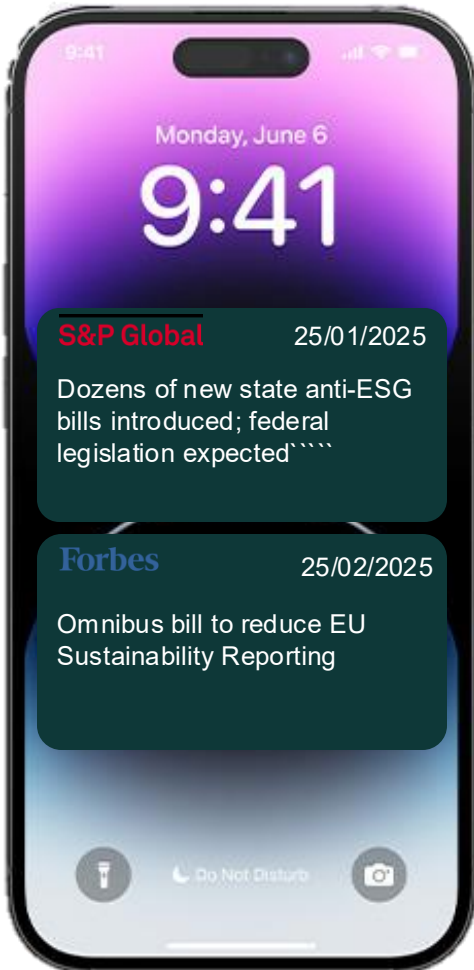 9:41
Monday, June 6
9:41
S&P Global 25/01/2025
Dozens of new state anti-ESG
bills introduced; federal
legislation expected`````
Forbes 25/02/2025
Omnibus bill to reduce EU
Sustainability Reporting
Do Not Disturb